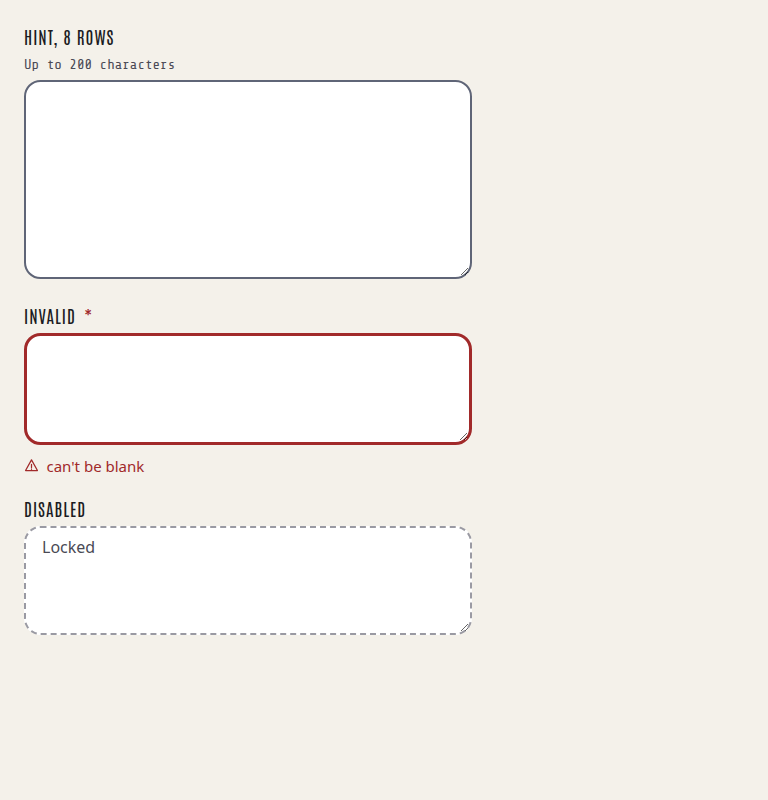 HINT, 8 ROWS
Up to 200 characters
INVALID *
can't be blank
DISABLED
Locked